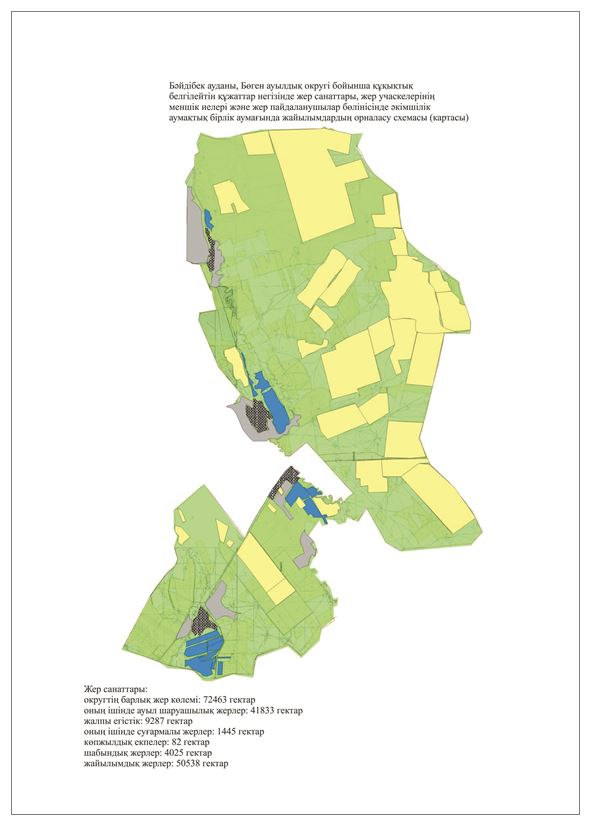 Бәйдібек ауданы, Бөген ауылдық округі бойынша құқықтық
белгілейтін құжаттар негізінде жер санаттары, жер учаскелерінің
меншік иелері және жер пайдаланушылар бөлінісінде әкімшілік
аумақтық бірлік аумағында жайылымдардың орналасу схемасы (картасы)
Жер санаттары:
округтің барлық жер көлемі: 72463 гектар
оның ішінде ауыл шаруашылық жерлер: 41833 гектар
жалпы егістік: 9287 гектар
оның ішінде суғармалы жерлер: 1445 гектар
көпжылдық екпелер: 82 гектар
шабындық жерлер: 4025 гектар
жайылымдық жерлер: 50538 гектар